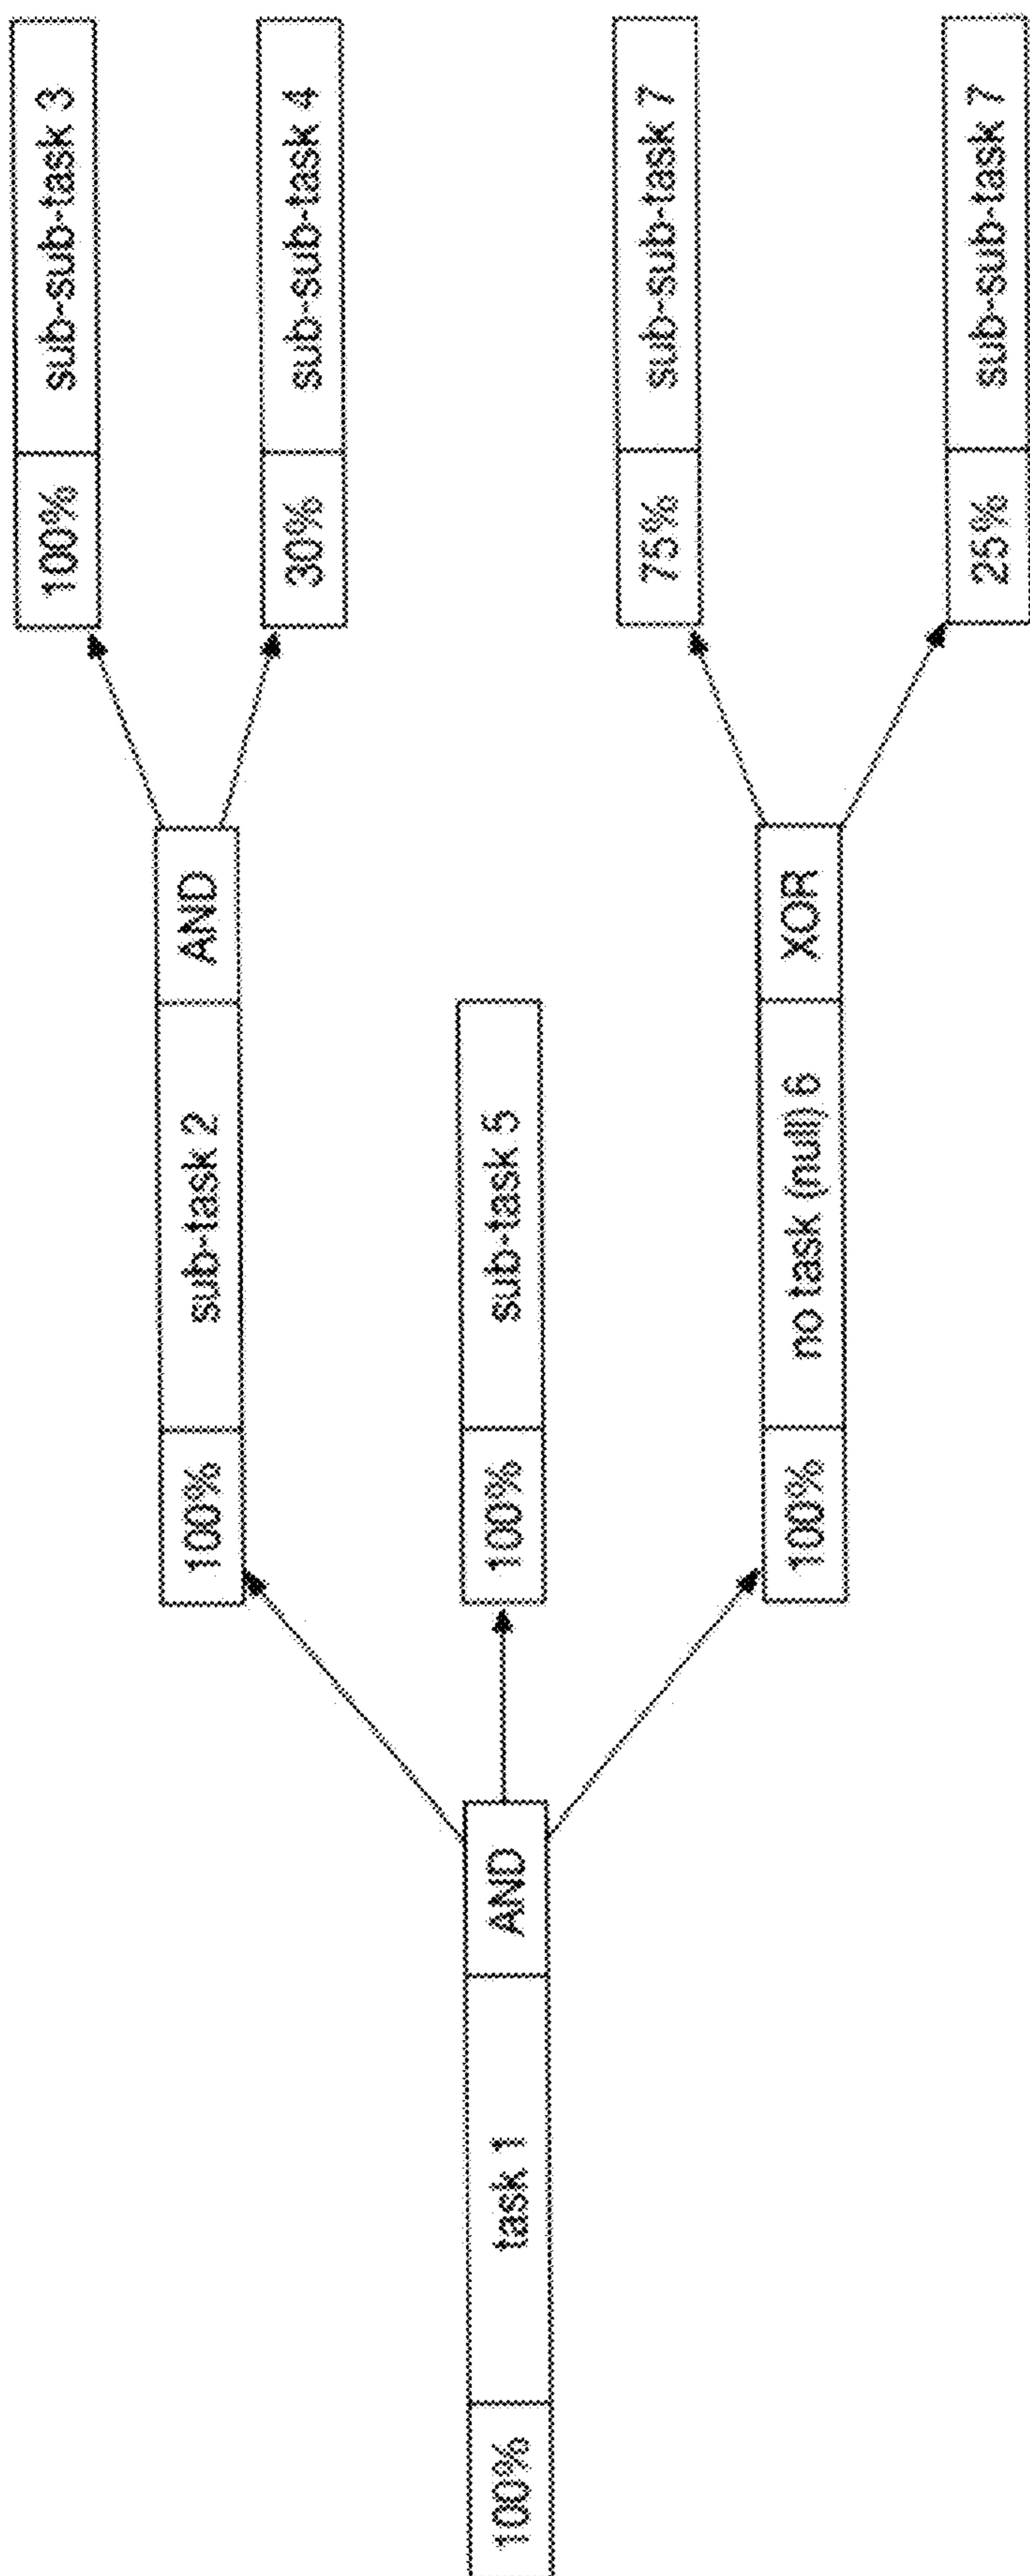 100% task 1 AND
100% sub-task 2 AND
100% sub-sub-task 3
30% sub-sub-task 4
100% sub-task 5
100% no task (null) 6 XOR
75% sub-sub-task 7
25% sub-sub-task 7